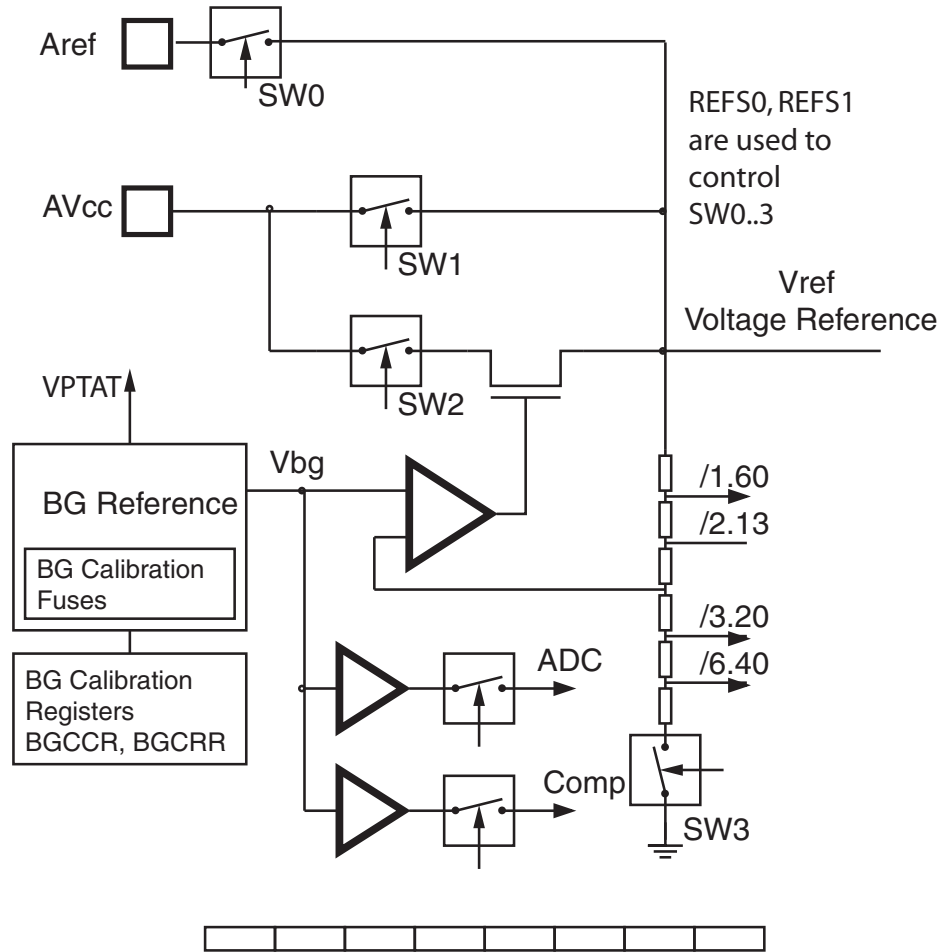 Aref
SW0
REFS0, REFS1
are used to
control
SW0..3
AVcc
SW1
Vref
Voltage Reference
SW2
VPTAT
Vbg
BG Reference
BG Calibration
Fuses
/1.60
/2.13
/3.20
/6.40
BG Calibration
Registers
BGCCR, BGCRR
ADC
Comp
SW3